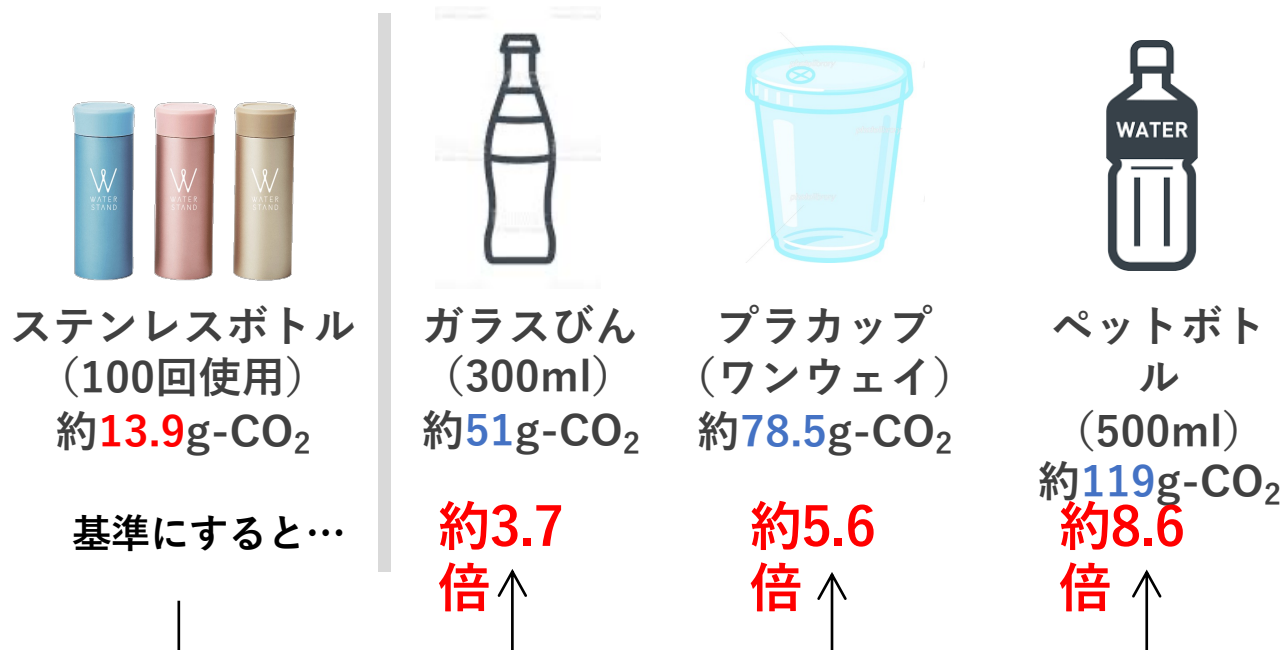 WATER STAND
WATER STAND
WATER STAND
WATER
ステンレスボトル
（100回使用）
約13.9g-CO₂
ガラスびん
（300ml）
約51g-CO₂
プラカップ
（ワンウェイ）
約78.5g-CO₂
ペットボト
ル
（500ml）
約119g-CO₂
基準にすると…
約3.7
倍
約5.6
倍
約8.6
倍